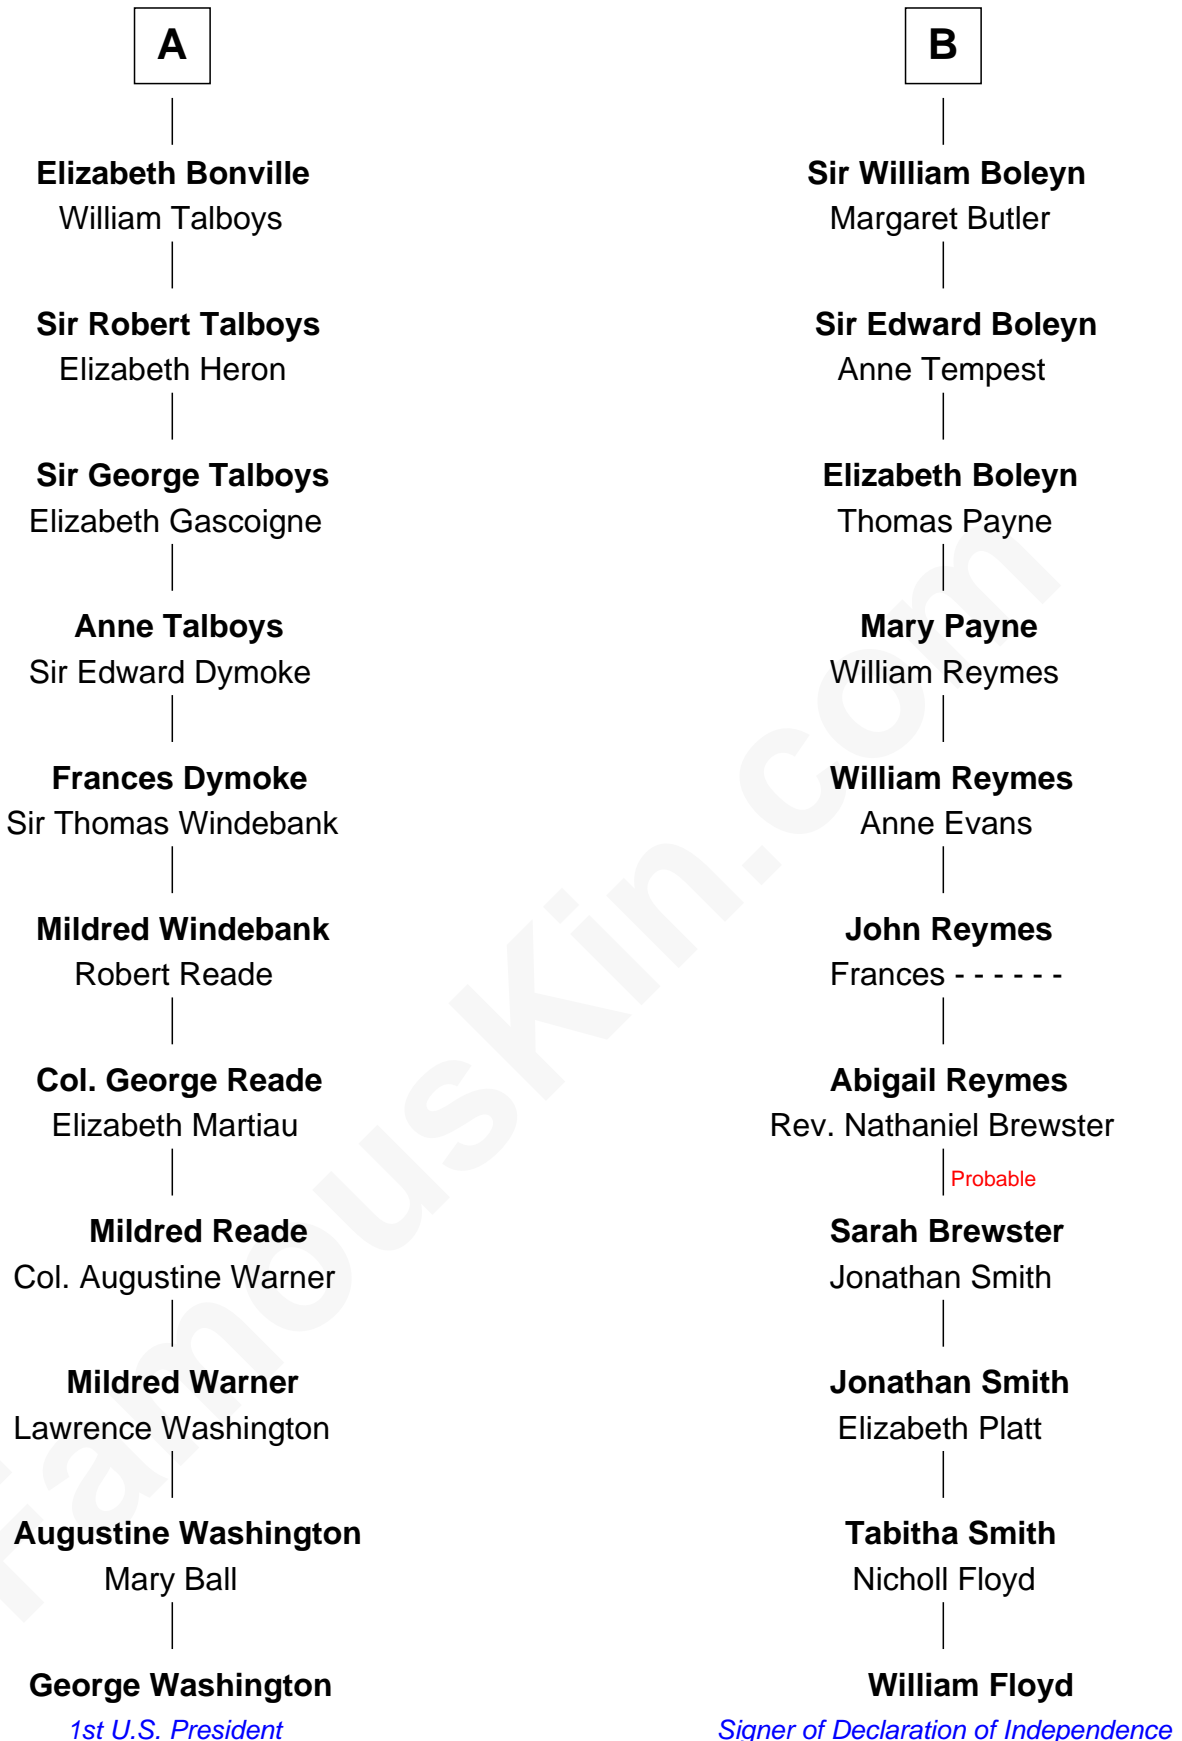 A
Elizabeth Bonville
William Talboys
Sir Robert Talboys
Elizabeth Heron
Sir George Talboys
Elizabeth Gascoigne
Anne Talboys
Sir Edward Dymoke
Frances Dymoke
Sir Thomas Windebank
Mildred Windebank
Robert Reade
Col. George Reade
Elizabeth Martiau
Mildred Reade
Col. Augustine Warner
Mildred Warner
Lawrence Washington
Augustine Washington
Mary Ball
George Washington
1st U.S. President
B
Sir William Boleyn
Margaret Butler
Sir Edward Boleyn
Anne Tempest
Elizabeth Boleyn
Thomas Payne
Mary Payne
William Reymes
William Reymes
Anne Evans
John Reymes
Frances - - - - - -
Abigail Reymes
Rev. Nathaniel Brewster
Probable
Sarah Brewster
Jonathan Smith
Jonathan Smith
Elizabeth Platt
Tabitha Smith
Nicholl Floyd
William Floyd
Signer of Declaration of Independence
FamousKin.com